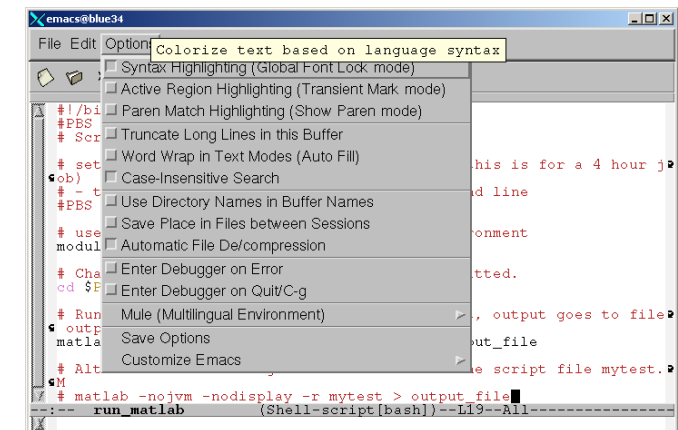 emacs@blue34
File Edit Options
Colorize text based on language syntax
Syntax Highlighting (Global Font Lock mode)
Active Region Highlighting (Transient Mark mode)
Paren Match Highlighting (Show Paren mode)
Truncate Long Lines in this Buffer
Word Wrap in Text Modes (Auto Fill)
Case-Insensitive Search
Use Directory Names in Buffer Names
Save Place in Files between Sessions
Automatic File De/compression
Enter Debugger on Error
Enter Debugger on Quit/C-g
Mule (Multilingual Environment)
Save Options
Customize Emacs
#!/bi
#PBS
# Scr
# set his is for a 4 hour j
ob)
# - t d line
#PBS
# use onment
modul
# Cha tted.
cd $P
# Run , output goes to file
outp
matla ut_file
# Alt e script file mytest.
M
# matlab -nojvm -nodisplay -r mytest > output_file
--:-- run_matlab (Shell-script[bash])--L19--All----------------